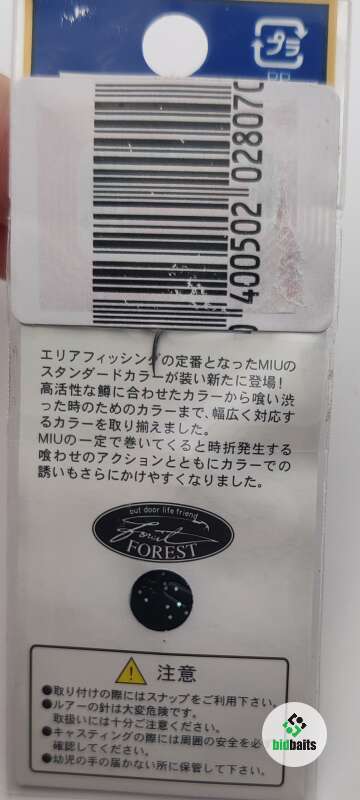 プラ
PP
0 400502 028070
エリアフィッシングの定番となったMIUの
スタンダードカラーが装い新たに登場!
高活性な鱒に合わせたカラーから喰い渋
った時のためのカラーまで、幅広く対応す
るカラーを取り揃えました。
MIUの一定で巻いてくると時折発生する
喰わせのアクションとともにカラーでの
誘いもさらにかけやすくなりました。
out door life friend
Forest
FOREST
注意
●取り付けの際にはスナップをご利用下さい。
●ルアーの針は大変危険です。
取扱いには十分ご注意ください。
●キャスティングの際には周囲の安全を必
確認してください。
●幼児の手の届かない所に保管して下さい。
bidbaits